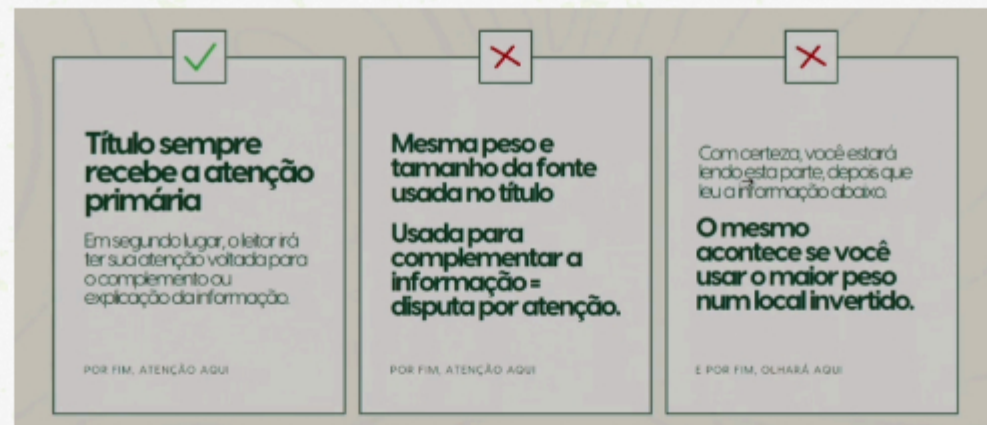 Título sempre
recebe a atenção
primária
Em segundo lugar, o leitor irá
ter sua atenção voltada para
o complemento ou
explicação da informação.
POR FIM, ATENÇÃO AQUI
Mesma peso e
tamanho da fonte
usada no título
Usada para
complementar a
informação =
disputa por atenção.
POR FIM, ATENÇÃO AQUI
Com certeza, você estará
lendo esta parte, depois que
leu a informação abaixo.
O mesmo
acontece se você
usar o maior peso
num local invertido.
E POR FIM, OLHARÁ AQUI